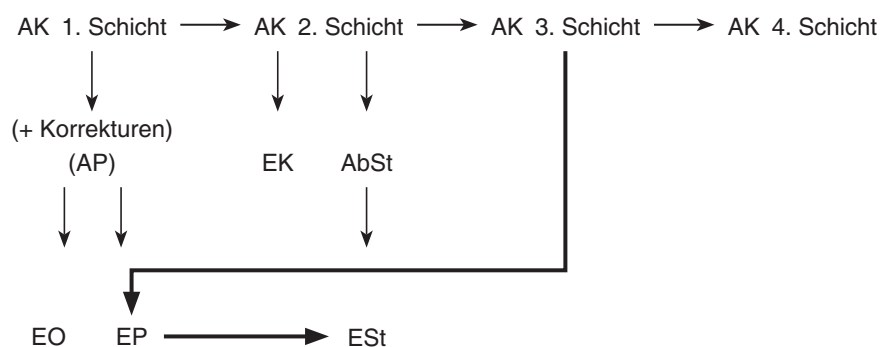 AK 1. Schicht AK 2. Schicht AK 3. Schicht AK 4. Schicht
(+ Korrekturen)
(AP) EK AbSt
EO EP ESt